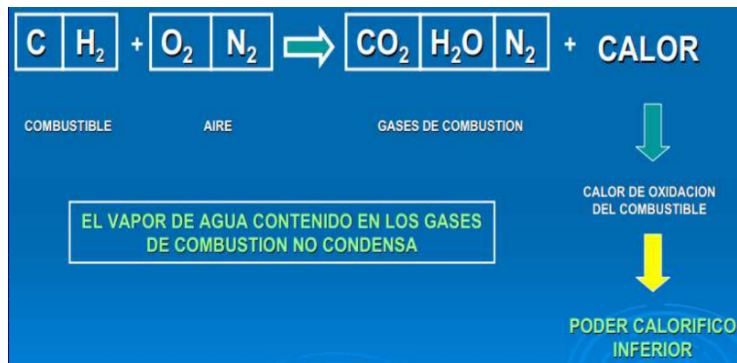 C H₂ + O₂ N₂ CO₂ H₂O N₂ + CALOR
COMBUSTIBLE AIRE GASES DE COMBUSTION
CALOR DE OXIDACION
DEL COMBUSTIBLE
EL VAPOR DE AGUA CONTENIDO EN LOS GASES
DE COMBUSTION NO CONDENSA
PODER CALORIFICO
INFERIOR